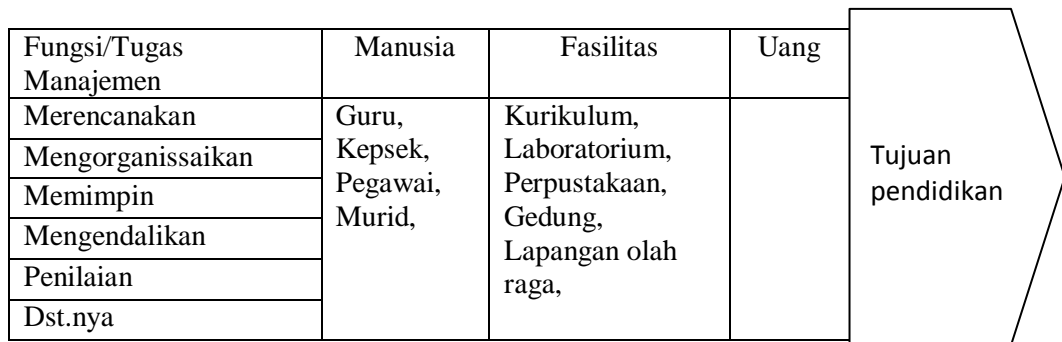 Fungsi/Tugas
Manajemen
Manusia
Fasilitas
Uang
Merencanakan
Mengorganissaikan
Memimpin
Mengendalikan
Penilaian
Dst.nya
Guru,
Kepsek,
Pegawai,
Murid,
Kurikulum,
Laboratorium,
Perpustakaan,
Gedung,
Lapangan olah
raga,
Tujuan
pendidikan